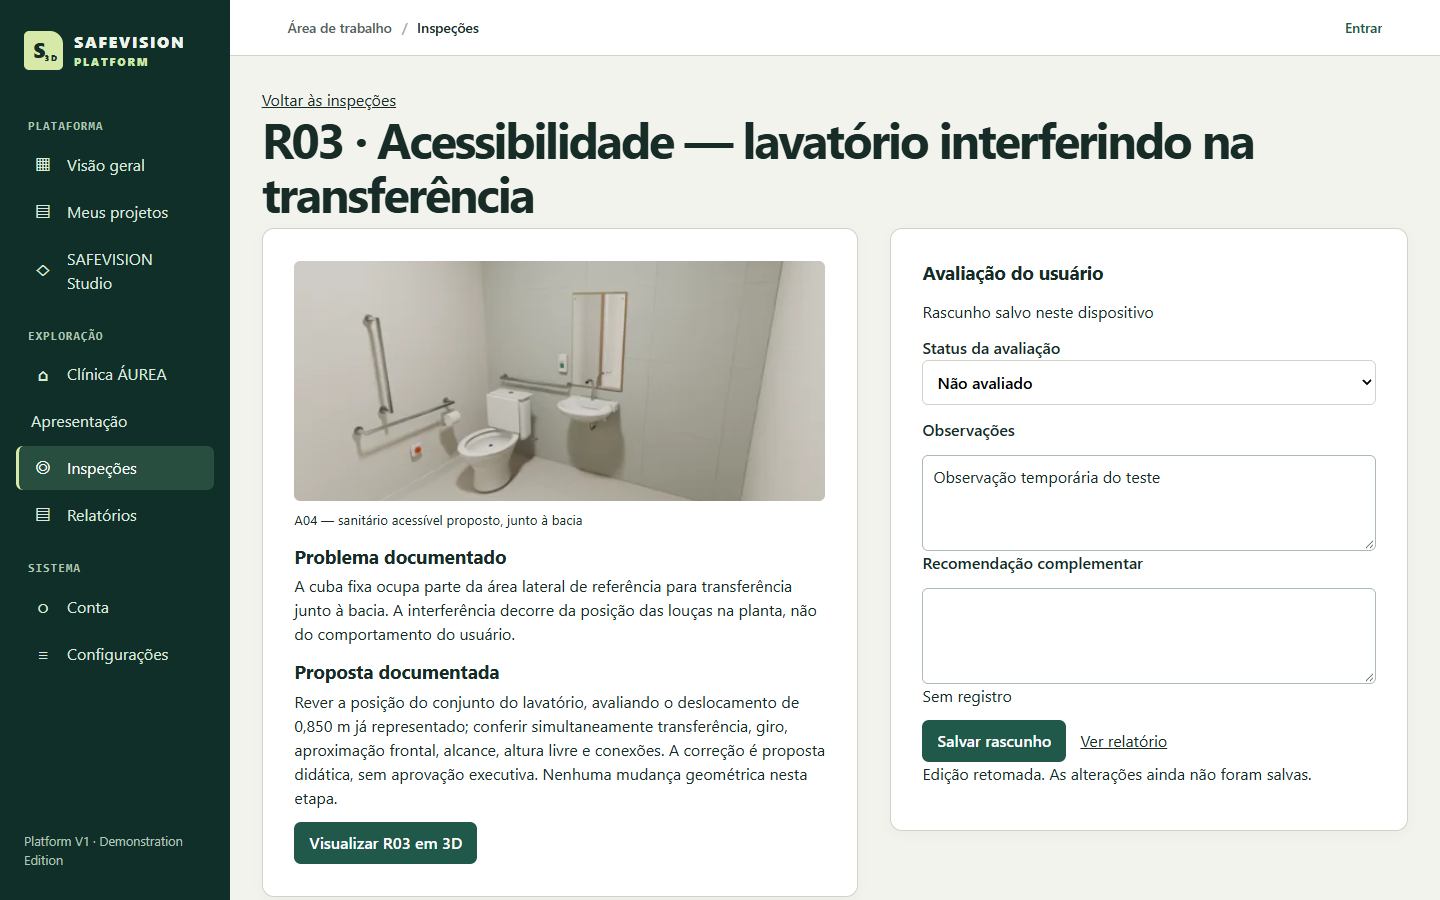 S3D
SAFEVISION
PLATFORM
PLATAFORMA
Visão geral
Meus projetos
SAFEVISION
Studio
EXPLORAÇÃO
Clínica ÁUREA
Apresentação
Inspeções
Relatórios
SISTEMA
Conta
Configurações
Platform V1 · Demonstration
Edition
Área de trabalho / Inspeções
Entrar
Voltar às inspeções
R03 · Acessibilidade — lavatório interferindo na
transferência
A04 — sanitário acessível proposto, junto à bacia
Problema documentado
A cuba fixa ocupa parte da área lateral de referência para transferência
junto à bacia. A interferência decorre da posição das louças na planta, não
do comportamento do usuário.
Proposta documentada
Rever a posição do conjunto do lavatório, avaliando o deslocamento de
0,850 m já representado; conferir simultaneamente transferência, giro,
aproximação frontal, alcance, altura livre e conexões. A correção é proposta
didática, sem aprovação executiva. Nenhuma mudança geométrica nesta
etapa.
Visualizar R03 em 3D
Avaliação do usuário
Rascunho salvo neste dispositivo
Status da avaliação
Não avaliado
Observações
Observação temporária do teste
Recomendação complementar
Sem registro
Salvar rascunho
Ver relatório
Edição retomada. As alterações ainda não foram salvas.